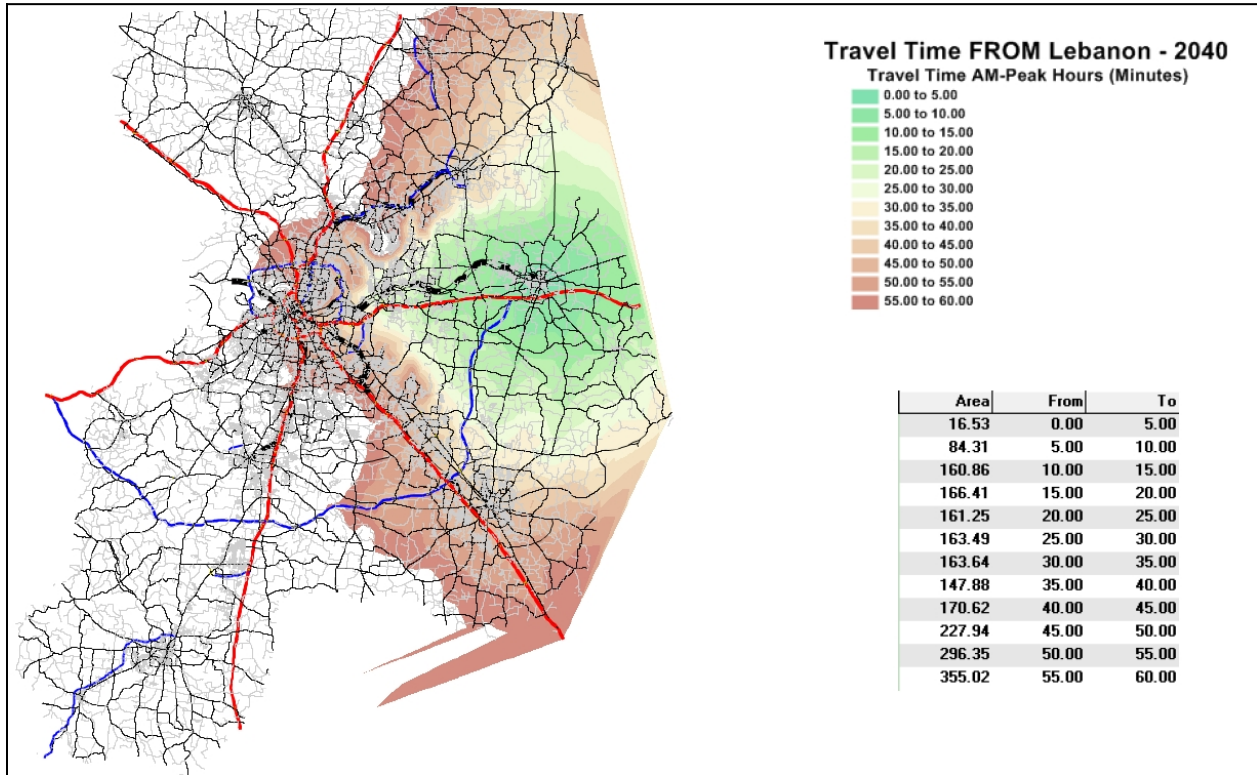 Travel Time FROM Lebanon - 2040
Travel Time AM-Peak Hours (Minutes)
0.00 to 5.00
5.00 to 10.00
10.00 to 15.00
15.00 to 20.00
20.00 to 25.00
25.00 to 30.00
30.00 to 35.00
35.00 to 40.00
40.00 to 45.00
45.00 to 50.00
50.00 to 55.00
55.00 to 60.00
Area From To
16.53 0.00 5.00
84.31 5.00 10.00
160.86 10.00 15.00
166.41 15.00 20.00
161.25 20.00 25.00
163.49 25.00 30.00
163.64 30.00 35.00
147.88 35.00 40.00
170.62 40.00 45.00
227.94 45.00 50.00
296.35 50.00 55.00
355.02 55.00 60.00